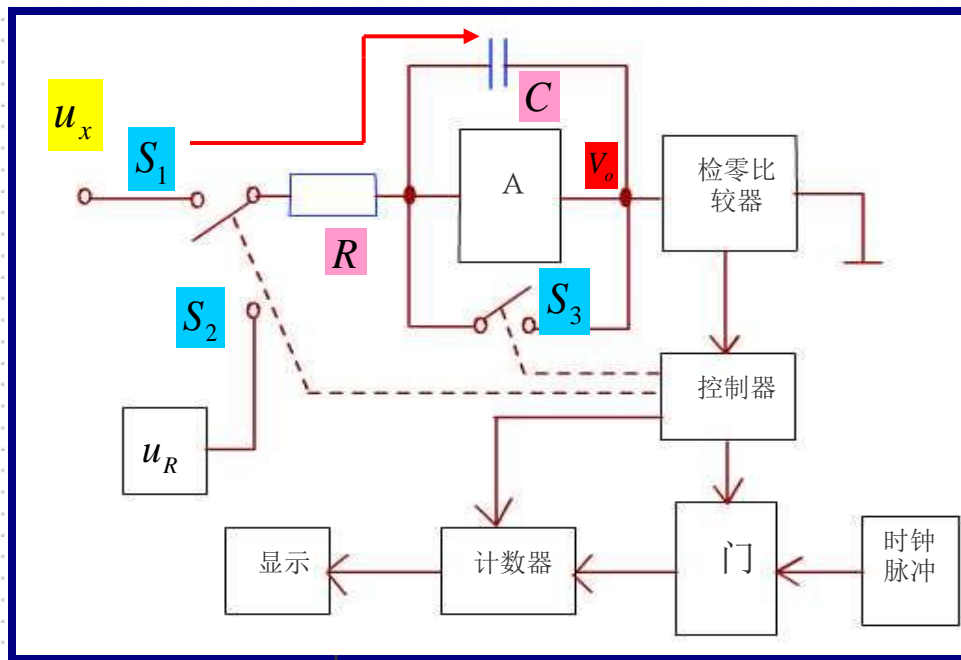 C
u_x
S_1
A
V_o
检零比
较器
R
S_2
S_3
控制器
u_R
显示
计数器
门
时钟
脉冲